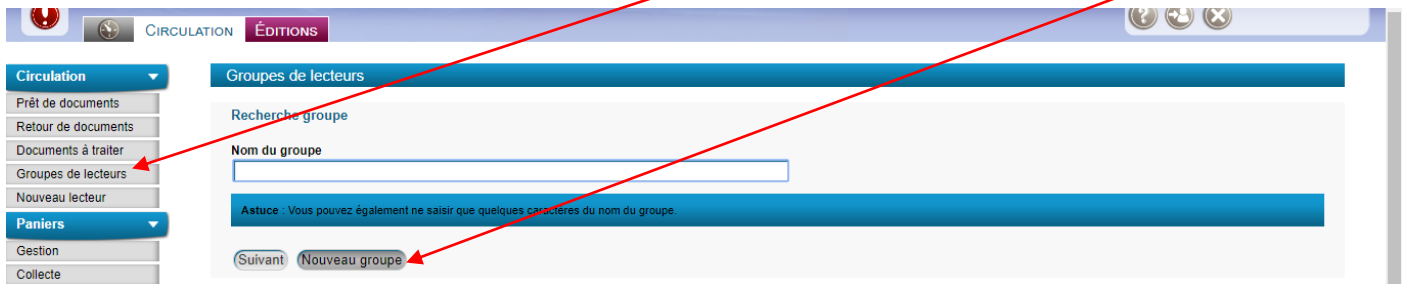 CIRCULATION ÉDITIONS
Circulation
Prêt de documents
Retour de documents
Documents à traiter
Groupes de lecteurs
Nouveau lecteur
Paniers
Gestion
Collecte
Groupes de lecteurs
Recherche groupe
Nom du groupe
Astuce : Vous pouvez également ne saisir que quelques caractères du nom du groupe.
Suivant Nouveau groupe